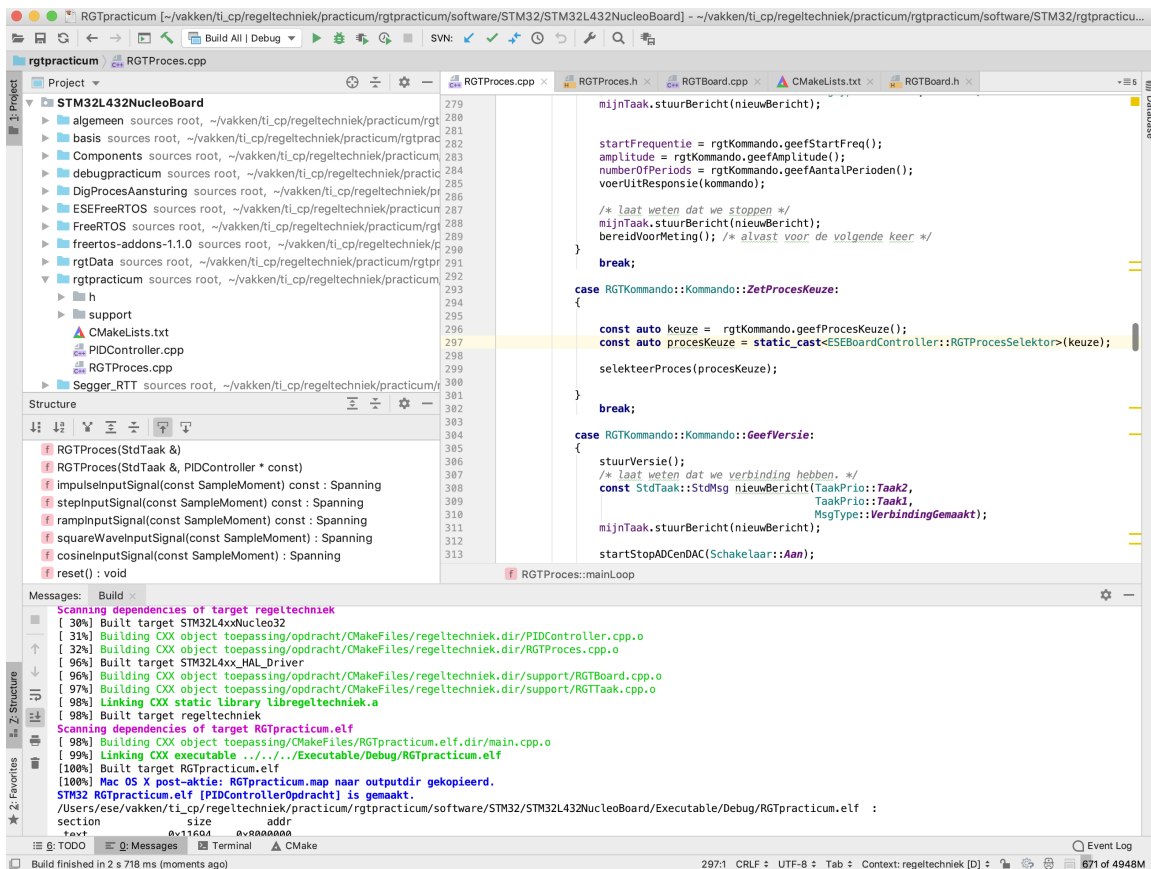 RGTpracticum [~/vakken/ti_cp/regeltechniek/practicum/rgtpracticum/software/STM32/STM32L432NucleoBoard] - ~/vakken/ti_cp/regeltechniek/practicum/rgtpracticum/software/STM32/rgtpracticu...
Build All | Debug
SVN:
rgtpracticum
RGTProces.cpp
1: Project
Project
RGTProces.cpp
RGTProces.h
RGTBoard.cpp
CMakeLists.txt
RGTBoard.h
Database
STM32L432NucleoBoard
algemeen sources root, ~/vakken/ti_cp/regeltechniek/practicum/rgt
basis sources root, ~/vakken/ti_cp/regeltechniek/practicum/rgtprac
Components sources root, ~/vakken/ti_cp/regeltechniek/practicum,
debugpracticum sources root, ~/vakken/ti_cp/regeltechniek/practic
DigProcesAansturing sources root, ~/vakken/ti_cp/regeltechniek/p
ESEFreeRTOS sources root, ~/vakken/ti_cp/regeltechniek/practicum
FreeRTOS sources root, ~/vakken/ti_cp/regeltechniek/practicum/rgt
freertos-addons-1.1.0 sources root, ~/vakken/ti_cp/regeltechniek/p
rgtData sources root, ~/vakken/ti_cp/regeltechniek/practicum/rgtpr
rgtpracticum sources root, ~/vakken/ti_cp/regeltechniek/practicum
h
support
CMakeLists.txt
PIDController.cpp
RGTProces.cpp
Segger_RTT sources root, ~/vakken/ti_cp/regeltechniek/practicum/r
Structure
RGTProces(StdTaak &)
RGTProces(StdTaak &, PIDController * const)
impulseInputSignal(const SampleMoment) const : Spanning
stepInputSignal(const SampleMoment) const : Spanning
rampInputSignal(const SampleMoment) const : Spanning
squareWaveInputSignal(const SampleMoment) : Spanning
cosineInputSignal(const SampleMoment) : Spanning
reset() : void
279 mijnTaak.stuurBericht(nieuwBericht);
280
281
282 startFrequentie = rgtKommando.geefStartFreq();
283 amplitude = rgtKommando.geefAmplitude();
284 numberOfPeriods = rgtKommando.geefAantalPerioden();
285 voerUitResponsie(kommando);
286
287 /* laat weten dat we stoppen */
288 mijnTaak.stuurBericht(nieuwBericht);
289 bereidVoorMeting(); /* alvast voor de volgende keer */
290 }
291 break;
292
293 case RGTKommando::Kommando::ZetProcesKeuze:
294 {
295
296 const auto keuze = rgtKommando.geefProcesKeuze();
297 const auto procesKeuze = static_cast<ESEBoardController::RGTProcesSelektor>(keuze);
298
299 selekteerProces(procesKeuze);
300
301 }
302 break;
303
304 case RGTKommando::Kommando::GeefVersie:
305 {
306 stuurVersie();
307 /* laat weten dat we verbinding hebben. */
308 const StdTaak::StdMsg nieuwBericht(TaakPrio::Taak2,
309 TaakPrio::Taak1,
310 MsgType::VerbindingGemaakt);
311 mijnTaak.stuurBericht(nieuwBericht);
312
313 startStopADCenDAC(Schakelaar::Aan);
RGTProces::mainLoop
Messages: Build
Scanning dependencies of target regeltechniek
[ 30%] Built target STM32L4xxNucleo32
[ 31%] Building CXX object toepassing/opdracht/CMakeFiles/regeltechniek.dir/PIDController.cpp.o
[ 32%] Building CXX object toepassing/opdracht/CMakeFiles/regeltechniek.dir/RGTProces.cpp.o
[ 96%] Built target STM32L4xx_HAL_Driver
[ 96%] Building CXX object toepassing/opdracht/CMakeFiles/regeltechniek.dir/support/RGTBoard.cpp.o
[ 97%] Building CXX object toepassing/opdracht/CMakeFiles/regeltechniek.dir/support/RGTTaak.cpp.o
[ 98%] Linking CXX static library libregeltechniek.a
[ 98%] Built target regeltechniek
Scanning dependencies of target RGTpracticum.elf
[ 98%] Building CXX object toepassing/CMakeFiles/RGTpracticum.elf.dir/main.cpp.o
[ 99%] Linking CXX executable ../../../Executable/Debug/RGTpracticum.elf
[100%] Built target RGTpracticum.elf
[100%] Mac OS X post-aktie: RGTpracticum.map naar outputdir gekopieerd.
STM32 RGTpracticum.elf [PIDControllerOpdracht] is gemaakt.
/Users/ese/vakken/ti_cp/regeltechniek/practicum/rgtpracticum/software/STM32/STM32L432NucleoBoard/Executable/Debug/RGTpracticum.elf :
section size addr
.text 0x11694 0x8000000
Z: Structure
2: Favorites
6: TODO
0: Messages
Terminal
CMake
Event Log
Build finished in 2 s 718 ms (moments ago)
297:1 CRLF UTF-8 Tab Context: regeltechniek [D] 671 of 4948M